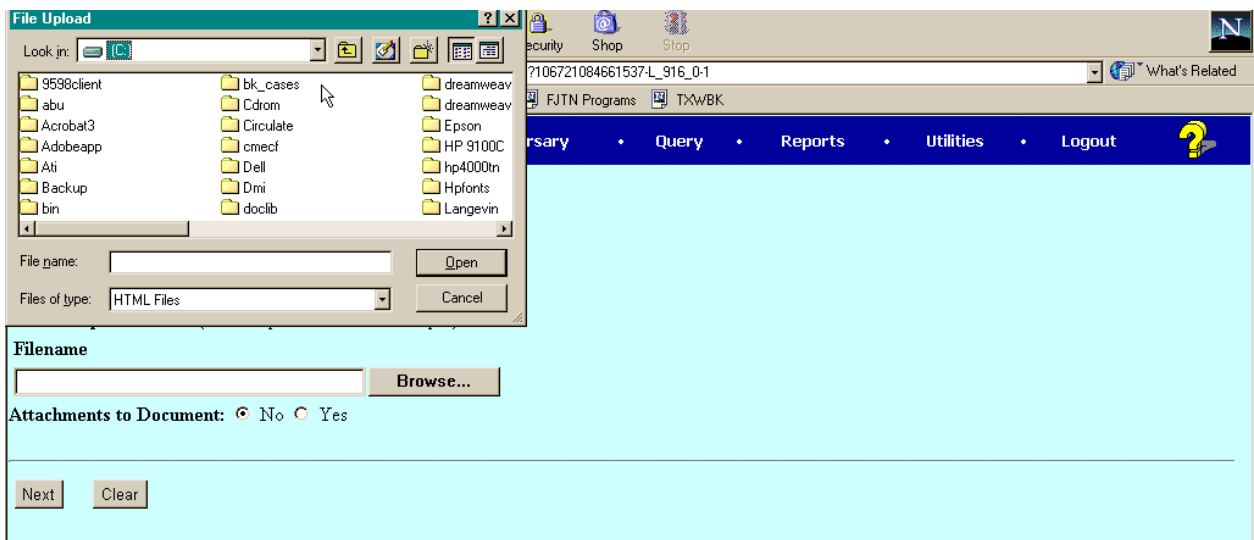 File Upload
Look in: (C:)
9598client
abu
Acrobat3
Adobeapp
Ati
Backup
bin
bk_cases
Cdrom
Circulate
cmecf
Dell
Dmi
doclib
dreamweav
dreamweav
Epson
HP 9100C
hp4000tn
Hpfonts
Langevin
File name:
Open
Files of type: HTML Files
Cancel
ecurity Shop Stop
N
?106721084661537-L_916_0-1
What's Related
FJTN Programs TXWBK
rsary • Query • Reports • Utilities • Logout ?
Filename
Browse...
Attachments to Document: No Yes
Next Clear